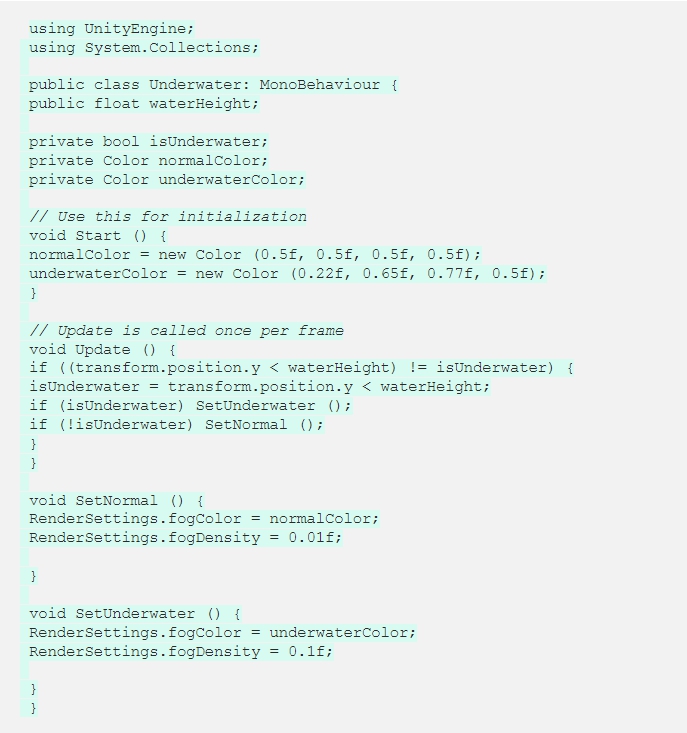 using UnityEngine;
using System.Collections;
public class Underwater: MonoBehaviour {
public float waterHeight;
private bool isUnderwater;
private Color normalColor;
private Color underwaterColor;
// Use this for initialization
void Start () {
normalColor = new Color (0.5f, 0.5f, 0.5f, 0.5f);
underwaterColor = new Color (0.22f, 0.65f, 0.77f, 0.5f);
}
// Update is called once per frame
void Update () {
if ((transform.position.y < waterHeight) != isUnderwater) {
isUnderwater = transform.position.y < waterHeight;
if (isUnderwater) SetUnderwater ();
if (!isUnderwater) SetNormal ();
}
}
void SetNormal () {
RenderSettings.fogColor = normalColor;
RenderSettings.fogDensity = 0.01f;
}
void SetUnderwater () {
RenderSettings.fogColor = underwaterColor;
RenderSettings.fogDensity = 0.1f;
}
}